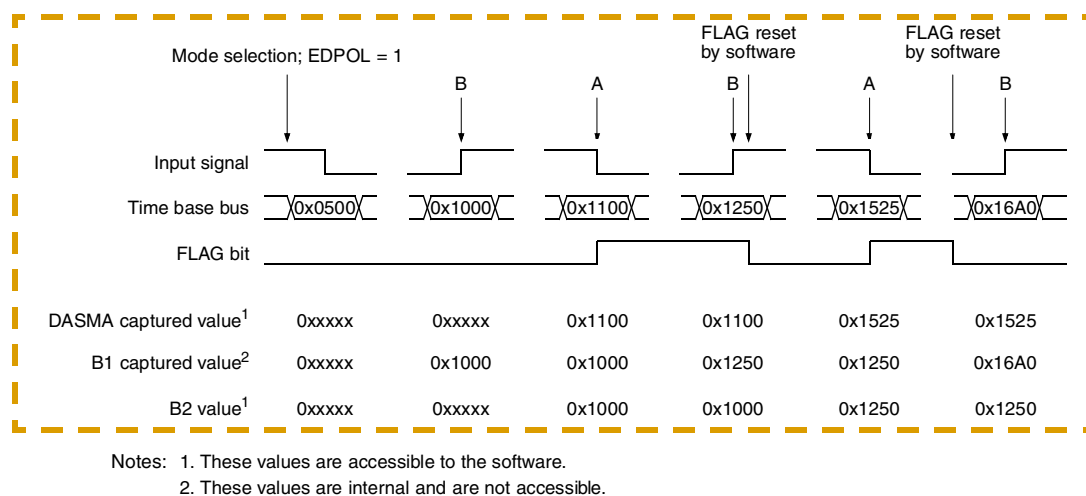 FLAG reset
by software
FLAG reset
by software
Mode selection; EDPOL = 1
B A B A B
Input signal
Time base bus 0x0500 0x1000 0x1100 0x1250 0x1525 0x16A0
FLAG bit
DASMA captured value1 0xxxxx 0xxxxx 0x1100 0x1100 0x1525 0x1525
B1 captured value2 0xxxxx 0x1000 0x1000 0x1250 0x1250 0x16A0
B2 value1 0xxxxx 0xxxxx 0x1000 0x1000 0x1250 0x1250
Notes: 1. These values are accessible to the software.
2. These values are internal and are not accessible.